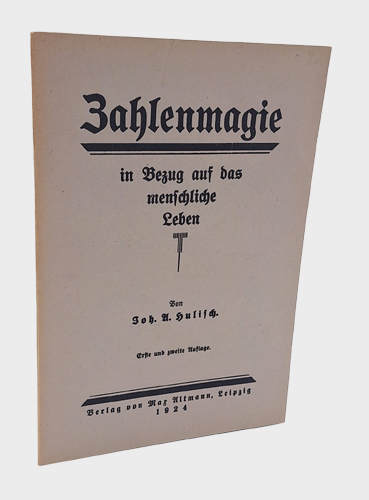 Zahlenmagie
in Bezug auf das
menschliche
Leben
Von
Joh. A. Hulisch.
Erste und zweite Auflage.
Verlag von Max Altmann, Leipzig
1924